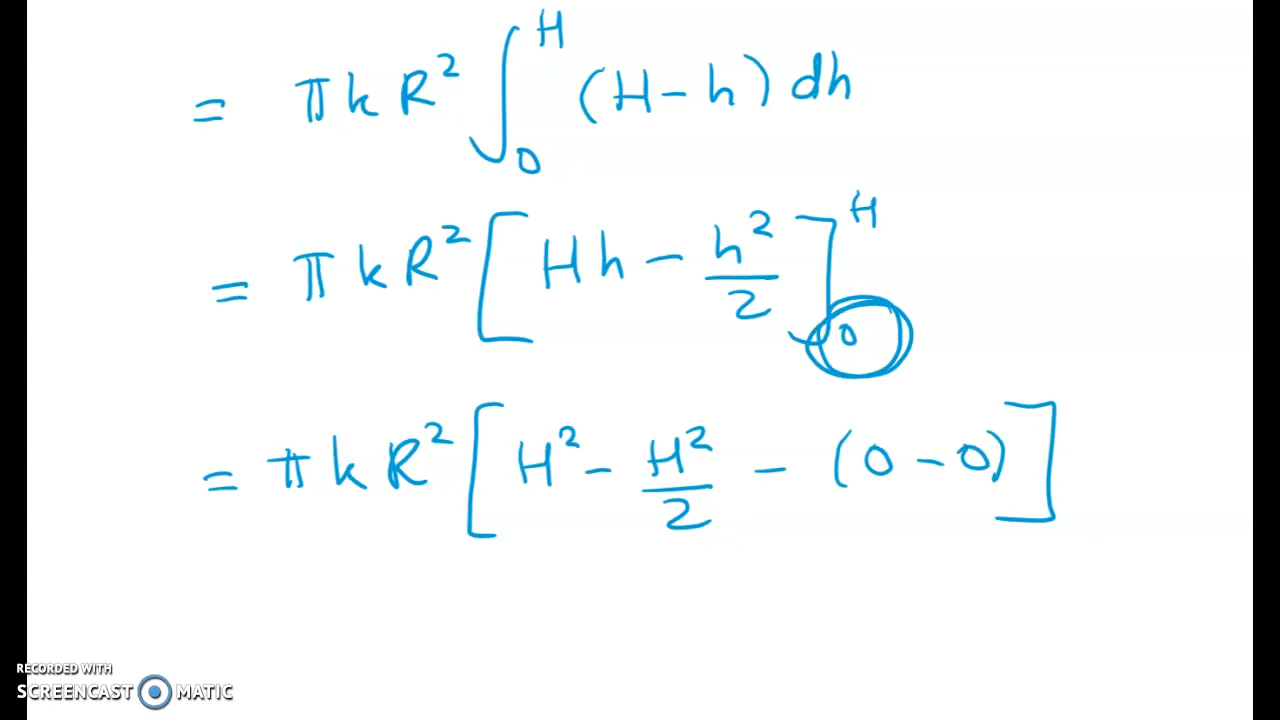 = πkR² ∫₀ᴴ (H-h) dh
= πkR² [Hh - h²/2]₀ᴴ
= πkR² [H² - H²/2 - (0-0)]
RECORDED WITH
SCREENCAST MATIC